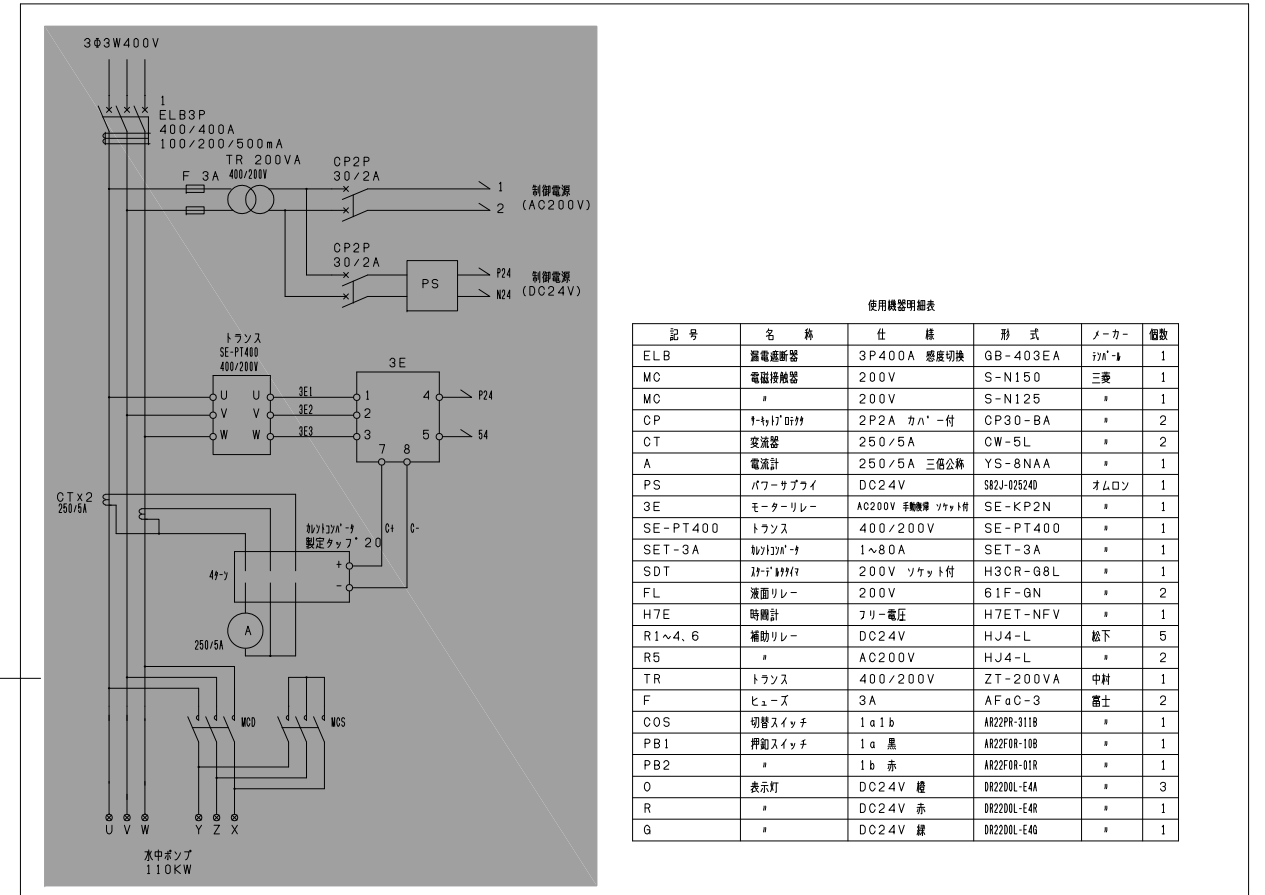 3Φ3W400V
1
ELB3P
400/400A
100/200/500mA
TR 200VA
400/200V
F 3A
CP2P
30/2A
1
2
制御電源
(AC200V)
CP2P
30/2A
PS
P24
N24
制御電源
(DC24V)
トランス
SE-PT400
400/200V
U U
V V
W W
3E1
3E2
3E3
3E
1 4
2
3 5
7 8
P24
54
CTx2
250/5A
カレントコンバータ
製定タップ 20
C+ C-
+
-
4ターン
A
250/5A
MCD
MCS
U V W Y Z X
水中ポンプ
110KW
使用機器明細表
記号 名称 仕様 形式 メーカー 個数
ELB 漏電遮断器 3P400A 感度切換 GB-403EA テンパール 1
MC 電磁接触器 200V S-N150 三菱 1
MC 〃 200V S-N125 〃 1
CP サーキットプロテクタ 2P2A カバー付 CP30-BA 〃 2
CT 変流器 250/5A CW-5L 〃 2
A 電流計 250/5A 三倍公称 YS-8NAA 〃 1
PS パワーサプライ DC24V S82J-02524D オムロン 1
3E モーターリレー AC200V 手動復帰 ソケット付 SE-KP2N 〃 1
SE-PT400 トランス 400/200V SE-PT400 〃 1
SET-3A カレントコンバータ 1~80A SET-3A 〃 1
SDT スターデルタタイマ 200V ソケット付 H3CR-G8L 〃 1
FL 液面リレー 200V 61F-GN 〃 2
H7E 時間計 フリー電圧 H7ET-NFV 〃 1
R1~4、6 補助リレー DC24V HJ4-L 松下 5
R5 〃 AC200V HJ4-L 〃 2
TR トランス 400/200V ZT-200VA 中村 1
F ヒューズ 3A AFaC-3 富士 2
COS 切替スイッチ 1a1b AR22PR-311B 〃 1
PB1 押釦スイッチ 1a 黒 AR22F0R-10B 〃 1
PB2 〃 1b 赤 AR22F0R-01R 〃 1
O 表示灯 DC24V 橙 DR22D0L-E4A 〃 3
R 〃 DC24V 赤 DR22D0L-E4R 〃 1
G 〃 DC24V 緑 DR22D0L-E4G 〃 1